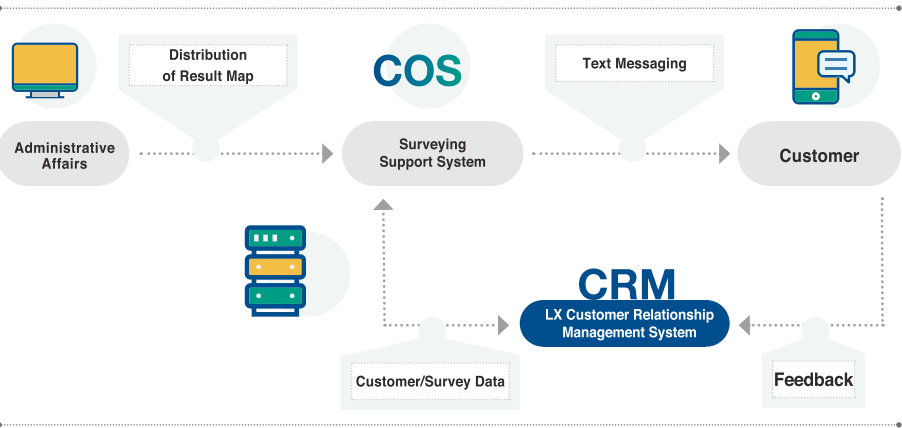 Distribution
of Result Map
COS
Text Messaging
Administrative
Affairs
Surveying
Support System
Customer
CRM
LX Customer Relationship
Management System
Customer/Survey Data
Feedback